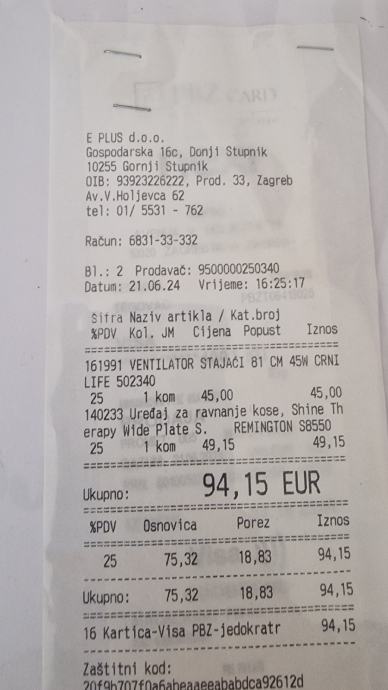 E PLUS d.o.o.
Gospodarska 16c, Donji Stupnik
10255 Gornji Stupnik
OIB: 93923226222, Prod. 33, Zagreb
Av.V.Holjevca 62
tel: 01/ 5531 - 762
Račun: 6831-33-332
Bl.: 2 Prodavač: 9500000250340
Datum: 21.06.24 Vrijeme: 16:25:17
Šifra Naziv artikla / Kat.broj
%PDV Kol. JM Cijena Popust Iznos
161991 VENTILATOR STAJAĆI 81 CM 45W CRNI
LIFE 502340
25 1 kom 45,00 45,00
140233 Uređaj za ravnanje kose, Shine Th
erapy Wide Plate S. REMINGTON S8550
25 1 kom 49,15 49,15
Ukupno: 94,15 EUR
%PDV Osnovica Porez Iznos
25 75,32 18,83 94,15
Ukupno: 75,32 18,83 94,15
16 Kartica-Visa PBZ-jedokratr 94,15
Zaštitni kod: